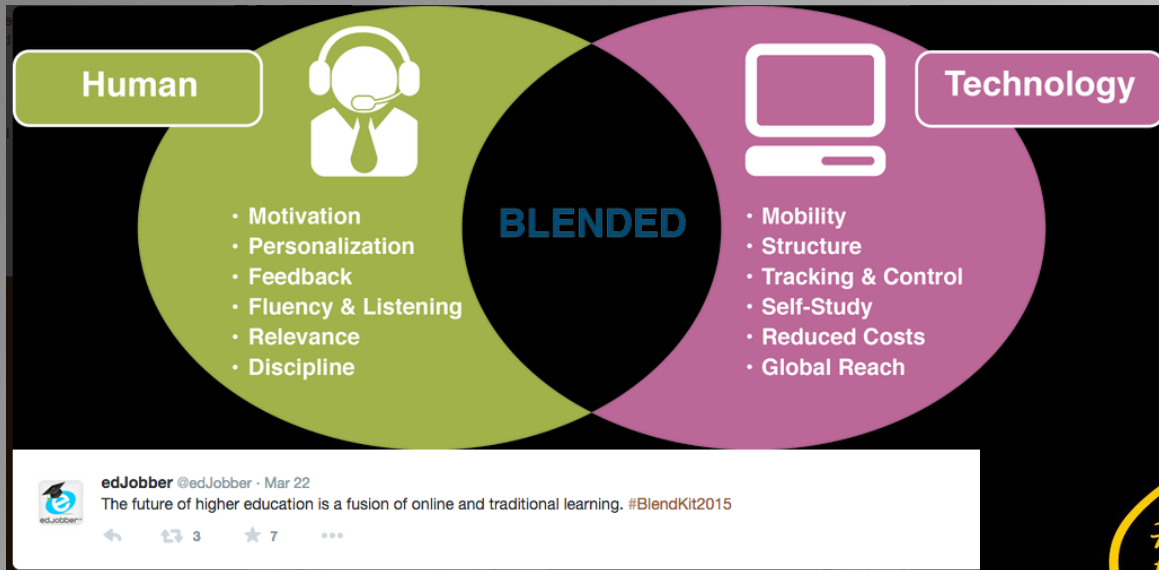 Human
Technology
BLENDED
• Motivation
• Personalization
• Feedback
• Fluency & Listening
• Relevance
• Discipline
• Mobility
• Structure
• Tracking & Control
• Self-Study
• Reduced Costs
• Global Reach
edJobber @edJobber · Mar 22
The future of higher education is a fusion of online and traditional learning. #BlendKit2015
edJobber
3 7